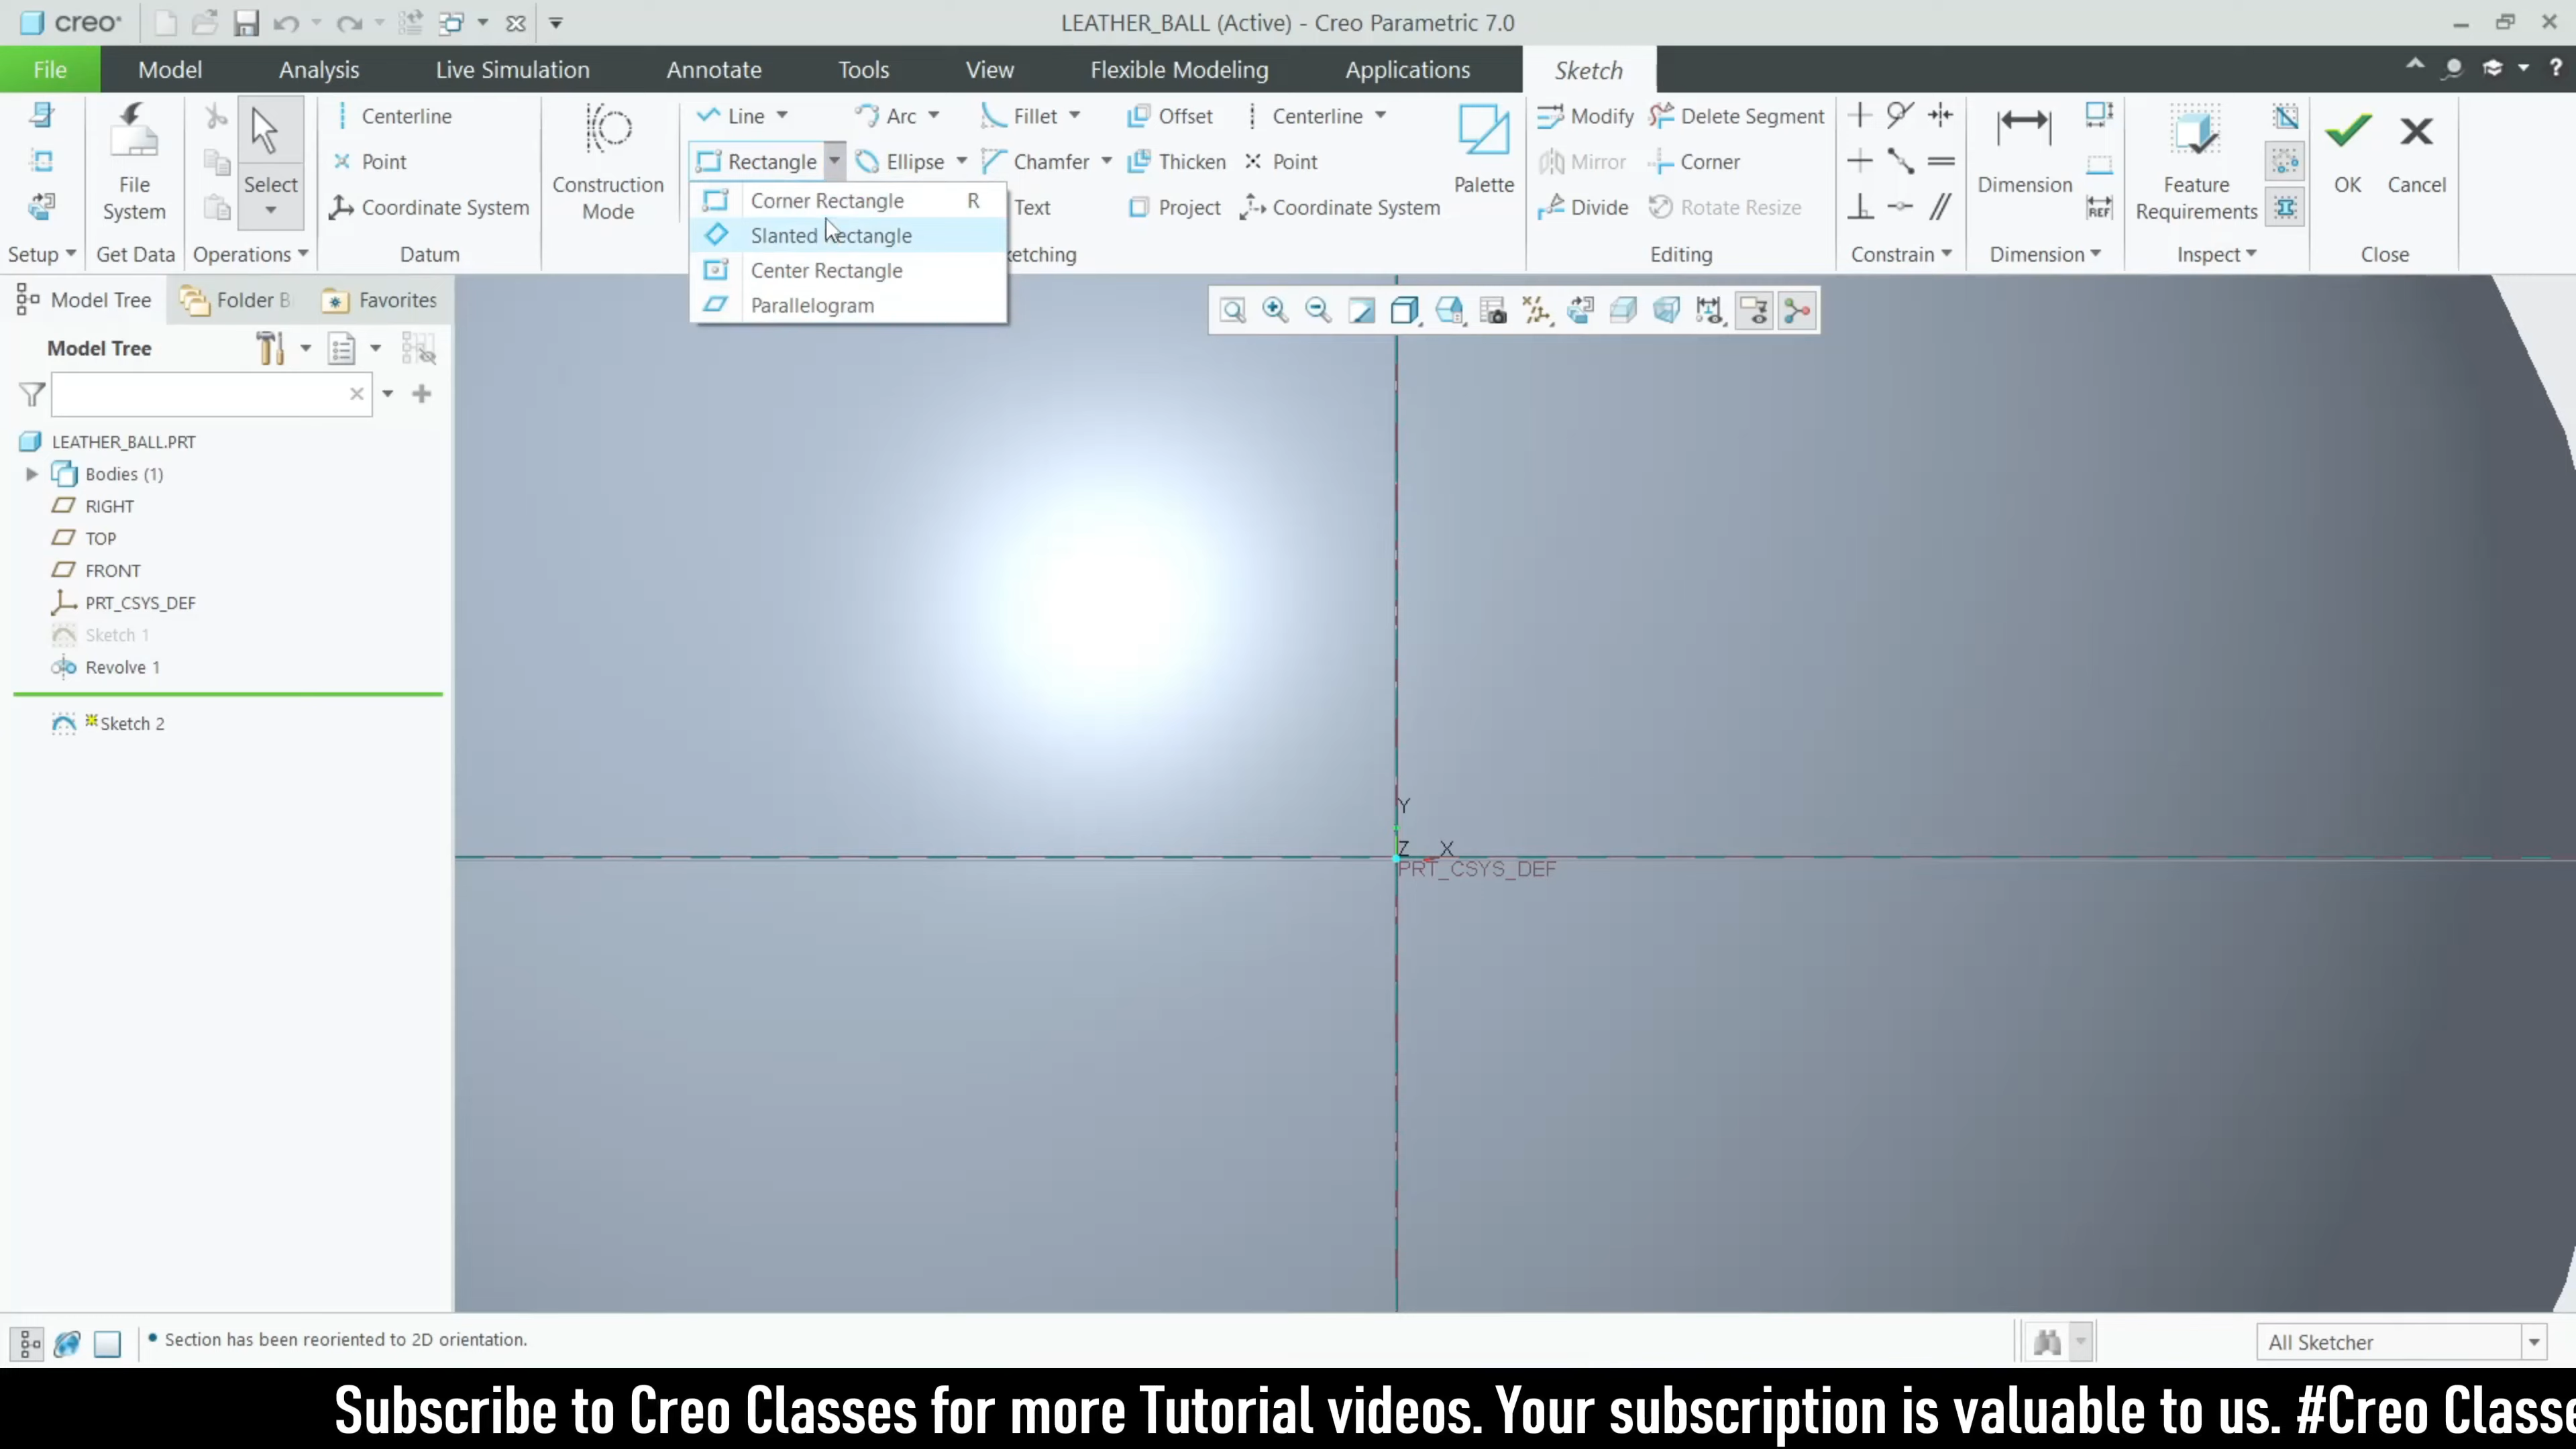 creo
LEATHER_BALL (Active) - Creo Parametric 7.0
File
Model
Analysis
Live Simulation
Annotate
Tools
View
Flexible Modeling
Applications
Sketch
Centerline
Point
Coordinate System
File System
Select
Construction Mode
Line
Arc
Fillet
Offset
Centerline
Rectangle
Ellipse
Chamfer
Thicken
Point
Text
Project
Coordinate System
Palette
Modify
Delete Segment
Mirror
Corner
Divide
Rotate Resize
Dimension
REF
Feature Requirements
OK
Cancel
Setup
Get Data
Operations
Datum
ketching
Editing
Constrain
Dimension
Inspect
Close
Corner Rectangle R
Slanted Rectangle
Center Rectangle
Parallelogram
Model Tree
Folder B
Favorites
Model Tree
LEATHER_BALL.PRT
Bodies (1)
RIGHT
TOP
FRONT
PRT_CSYS_DEF
Sketch 1
Revolve 1
Sketch 2
Y
Z X
PRT_CSYS_DEF
Section has been reoriented to 2D orientation.
All Sketcher
Subscribe to Creo Classes for more Tutorial videos. Your subscription is valuable to us. #Creo Classe